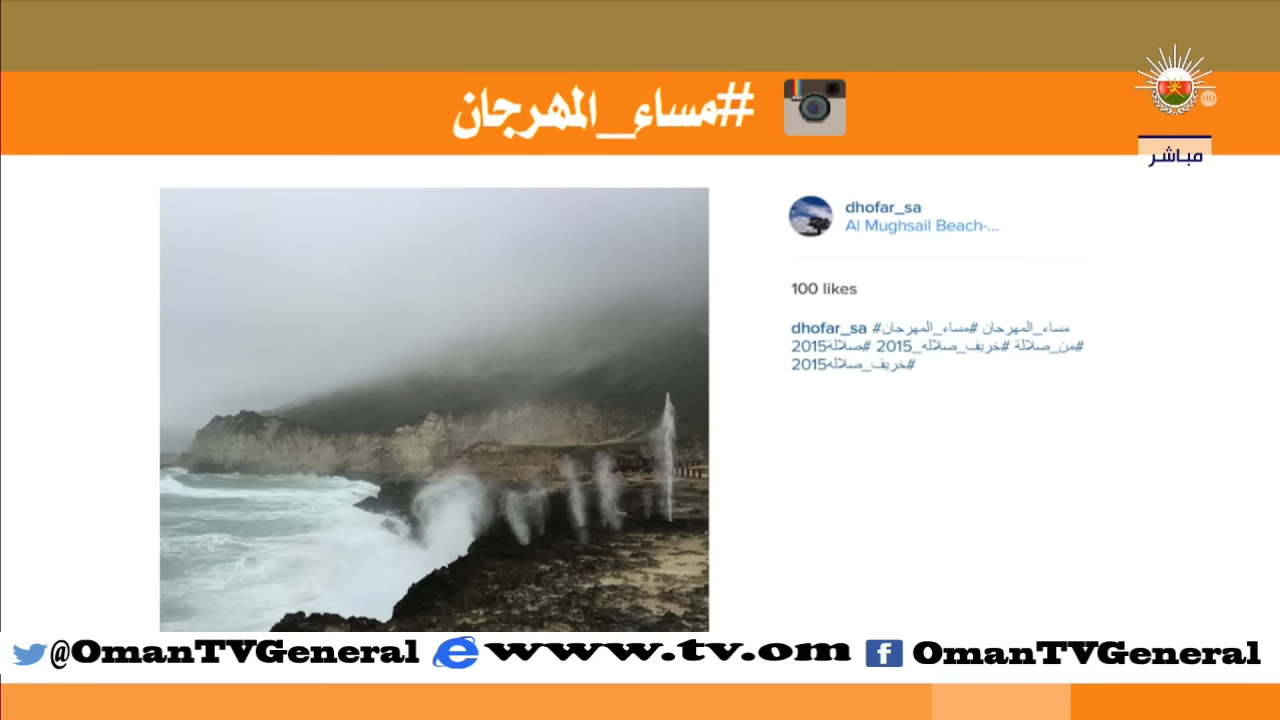 #مساء_المهرجان
HD
مباشر
dhofar_sa
Al Mughsail Beach-...
100 likes
dhofar_sa #مساء_المهرجان #مساء_المهرجان
#من_صلالة #خريف_صلاله_2015 #صلالة2015
#خريف_صلاله2015
@OmanTVGeneral www.tv.om OmanTVGeneral